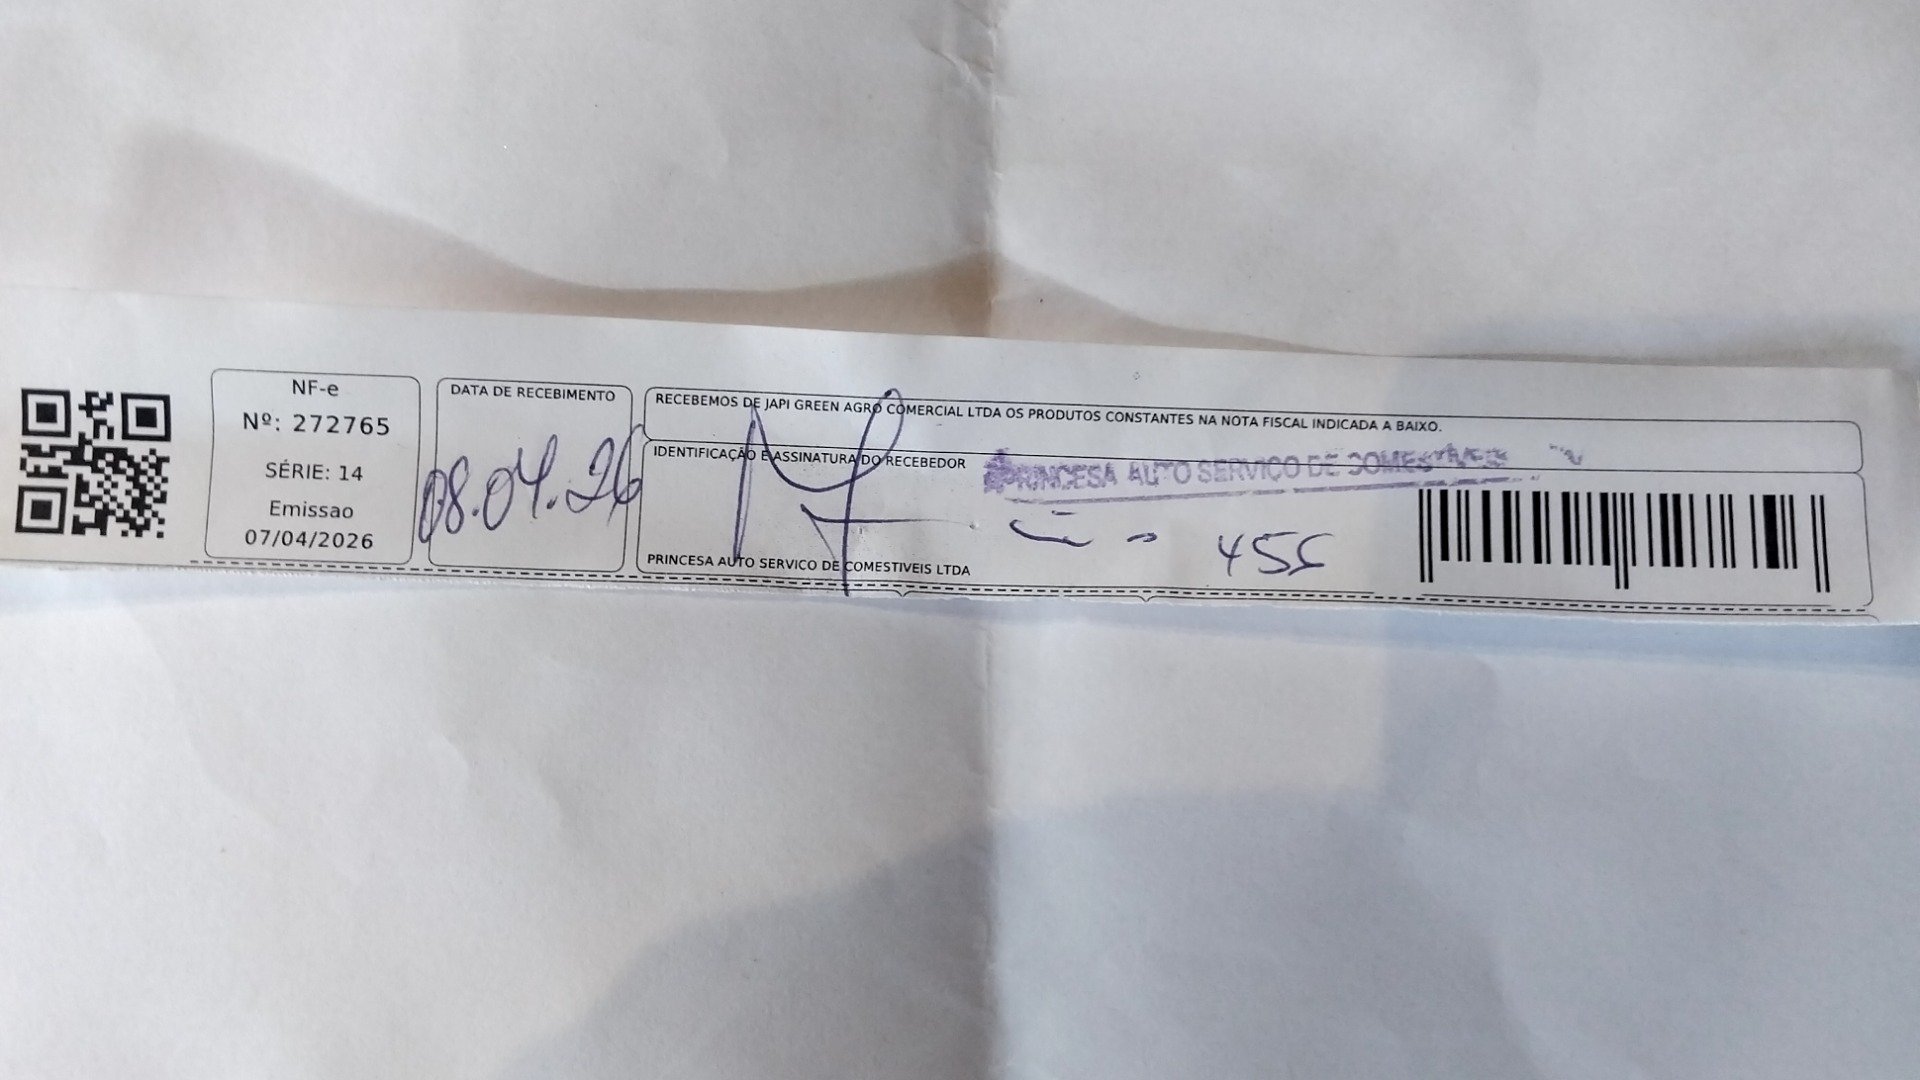 NF-e
Nº: 272765
SÉRIE: 14
Emissao
07/04/2026
DATA DE RECEBIMENTO
08.04.26
RECEBEMOS DE JAPI GREEN AGRO COMERCIAL LTDA OS PRODUTOS CONSTANTES NA NOTA FISCAL INDICADA A BAIXO.
IDENTIFICAÇÃO E ASSINATURA DO RECEBEDOR
PRINCESA AUTO SERVIÇO DE COMESTÍVEIS
455
PRINCESA AUTO SERVICO DE COMESTIVEIS LTDA